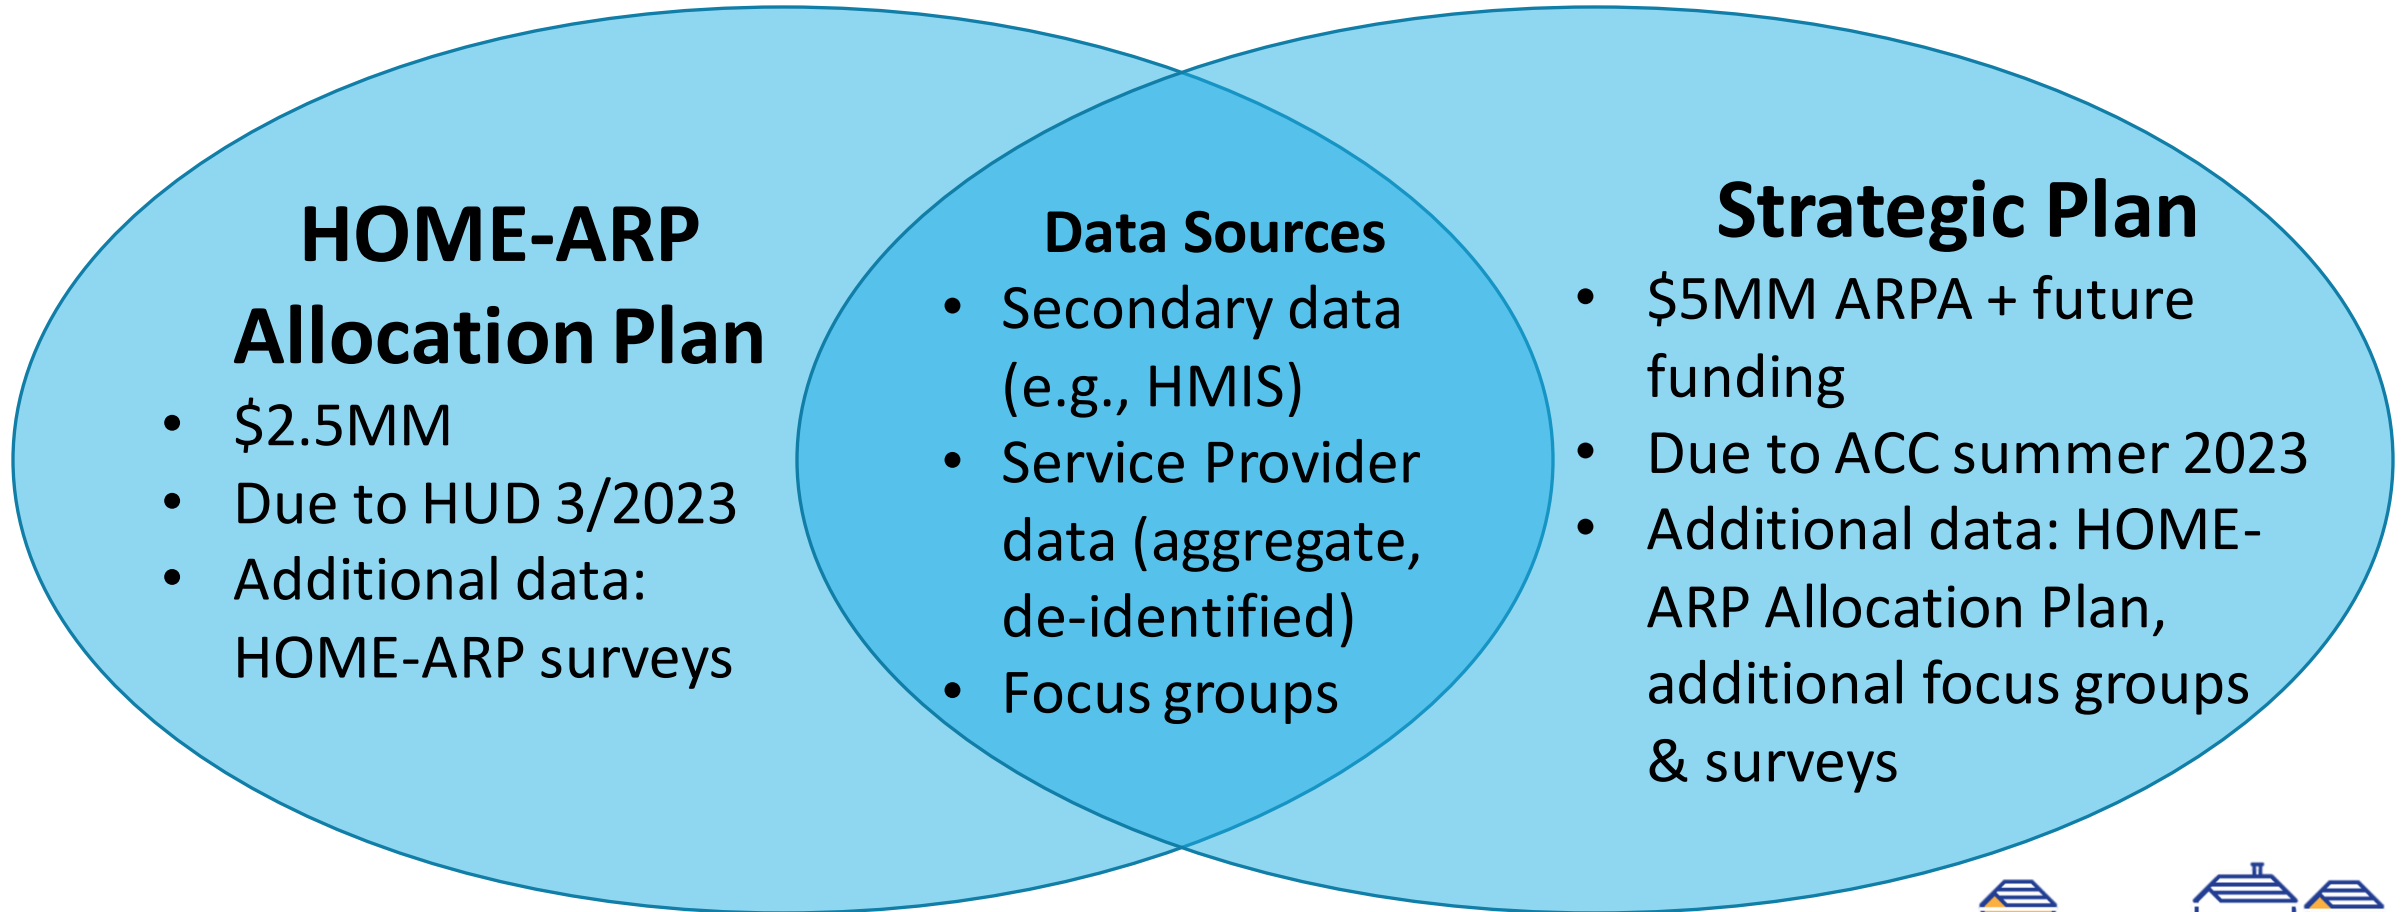 HOME-ARP
Allocation Plan
• $2.5MM
• Due to HUD 3/2023
• Additional data:
HOME-ARP surveys
Data Sources
• Secondary data
(e.g., HMIS)
• Service Provider
data (aggregate,
de-identified)
• Focus groups
Strategic Plan
• $5MM ARPA + future
funding
• Due to ACC summer 2023
• Additional data: HOME-
ARP Allocation Plan,
additional focus groups
& surveys